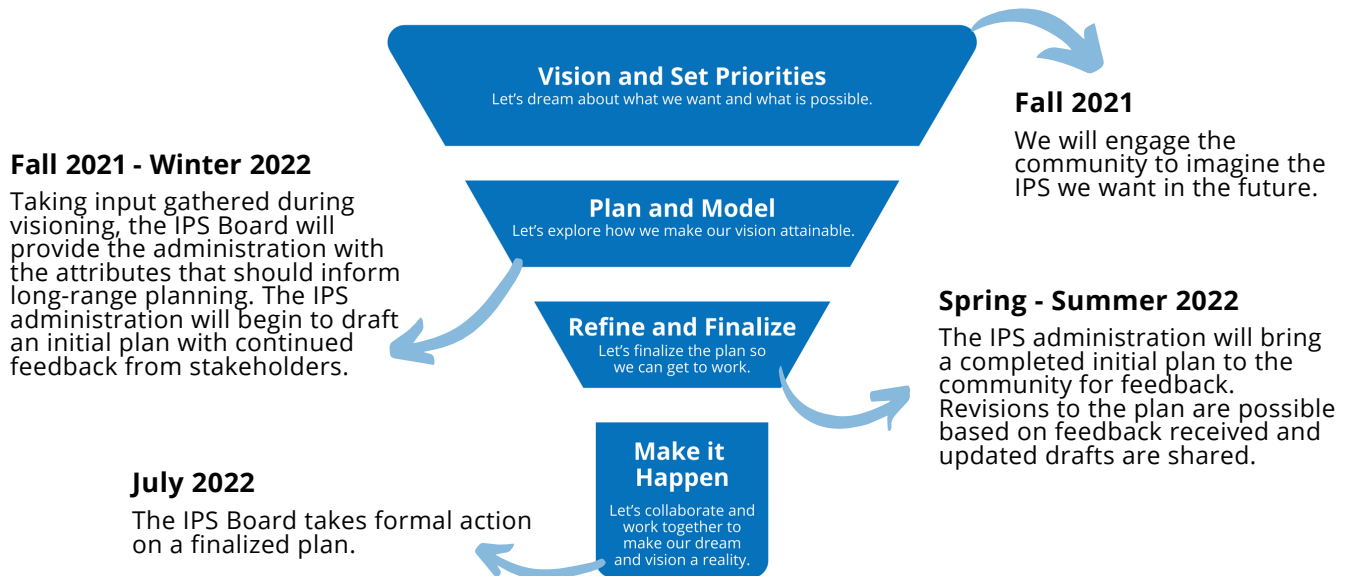 Vision and Set Priorities
Let's dream about what we want and what is possible.
Fall 2021
We will engage the
community to imagine the
IPS we want in the future.
Plan and Model
Let's explore how we make our vision attainable.
Fall 2021 - Winter 2022
Taking input gathered during
visioning, the IPS Board will
provide the administration with
the attributes that should inform
long-range planning. The IPS
administration will begin to draft
an initial plan with continued
feedback from stakeholders.
Refine and Finalize
Let's finalize the plan so
we can get to work.
Spring - Summer 2022
The IPS administration will bring
a completed initial plan to the
community for feedback.
Revisions to the plan are possible
based on feedback received and
updated drafts are shared.
Make it
Happen
Let's collaborate and
work together to
make our dream
and vision a reality.
July 2022
The IPS Board takes formal action
on a finalized plan.